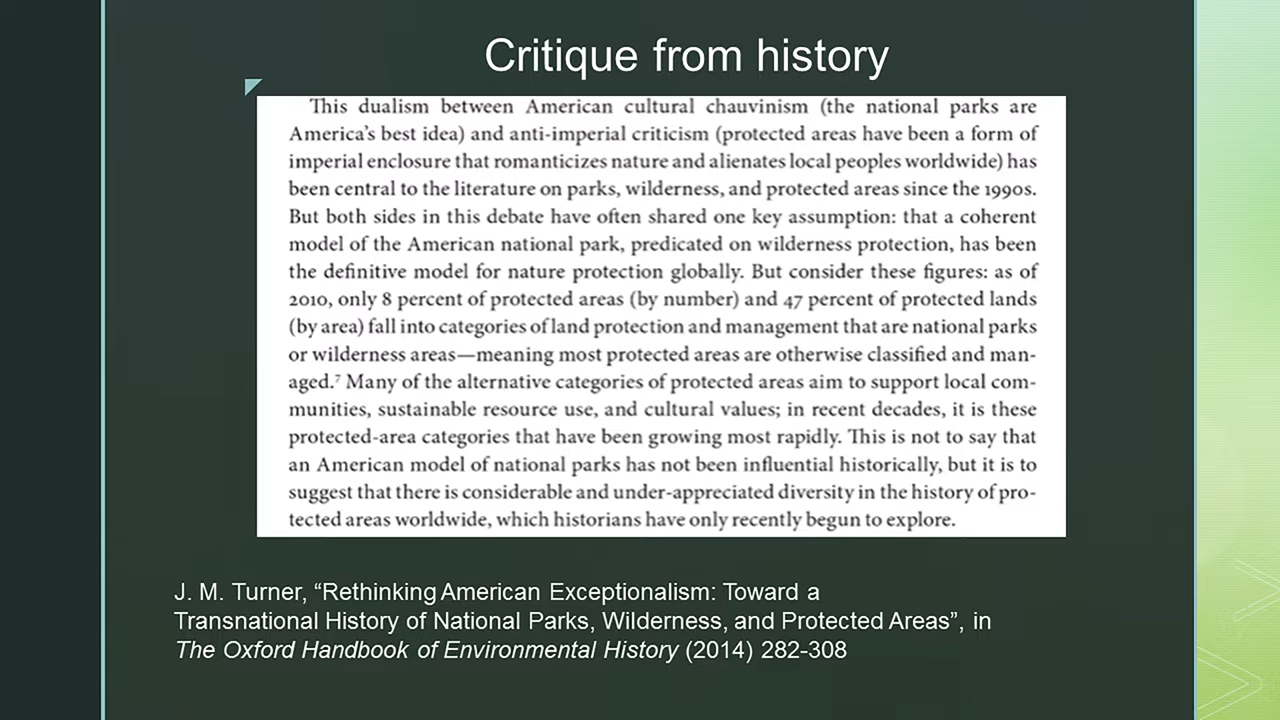 Critique from history
This dualism between American cultural chauvinism (the national parks are
America's best idea) and anti-imperial criticism (protected areas have been a form of
imperial enclosure that romanticizes nature and alienates local peoples worldwide) has
been central to the literature on parks, wilderness, and protected areas since the 1990s.
But both sides in this debate have often shared one key assumption: that a coherent
model of the American national park, predicated on wilderness protection, has been
the definitive model for nature protection globally. But consider these figures: as of
2010, only 8 percent of protected areas (by number) and 47 percent of protected lands
(by area) fall into categories of land protection and management that are national parks
or wilderness areas—meaning most protected areas are otherwise classified and man-
aged.⁷ Many of the alternative categories of protected areas aim to support local com-
munities, sustainable resource use, and cultural values; in recent decades, it is these
protected-area categories that have been growing most rapidly. This is not to say that
an American model of national parks has not been influential historically, but it is to
suggest that there is considerable and under-appreciated diversity in the history of pro-
tected areas worldwide, which historians have only recently begun to explore.
J. M. Turner, “Rethinking American Exceptionalism: Toward a
Transnational History of National Parks, Wilderness, and Protected Areas”, in
The Oxford Handbook of Environmental History (2014) 282-308